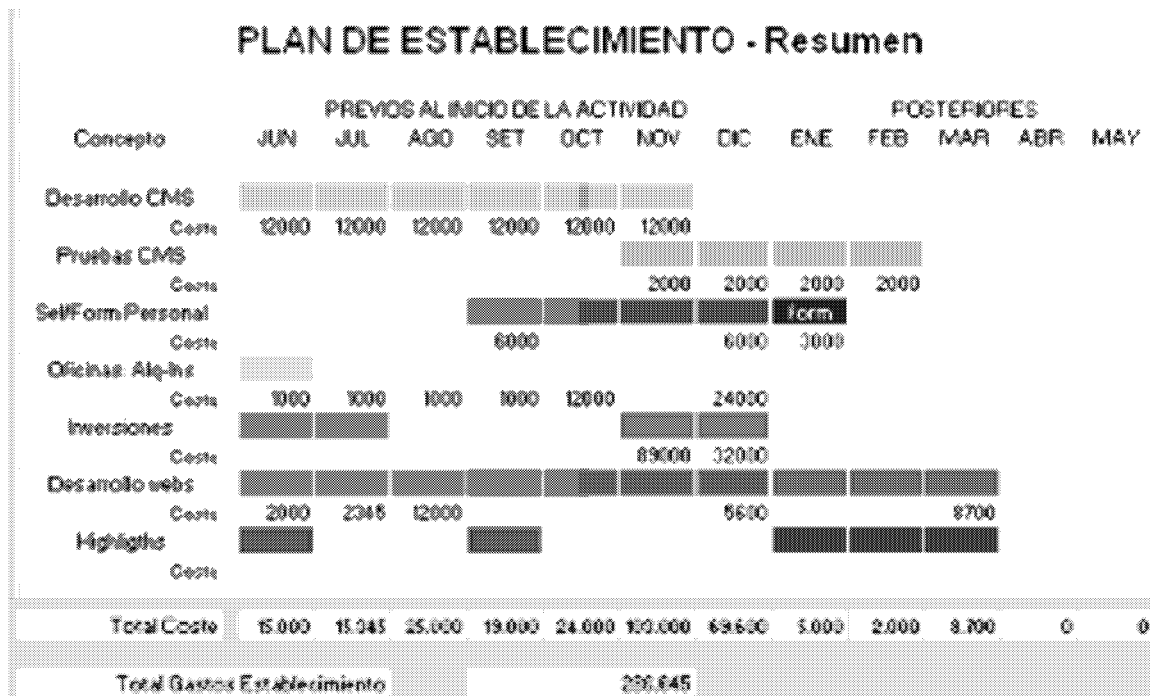 PLAN DE ESTABLECIMIENTO - Resumen
PREVIOS AL INICIO DE LA ACTIVIDAD POSTERIORES
Concepto JUN JUL AGO SET OCT NOV DIC ENE FEB MAR ABR MAY
Desarrollo CMS
Coste 12000 12000 12000 12000 12000 12000
Pruebas CMS
Coste 2000 2000 2000 2000
Sel/Form Personal form
Coste 6000 6000 3000
Oficinas: Alq-Ins
Coste 1000 1000 1000 1000 12000 24000
Inversiones
Coste 89000 32000
Desarrollo webs
Coste 2000 2345 12000 5600 8700
Highligths
Coste
Total Coste 15.000 15.345 25.000 19.000 24.000 103.000 69.600 5.000 2.000 8.700 0 0
Total Gastos Establecimiento 286.645